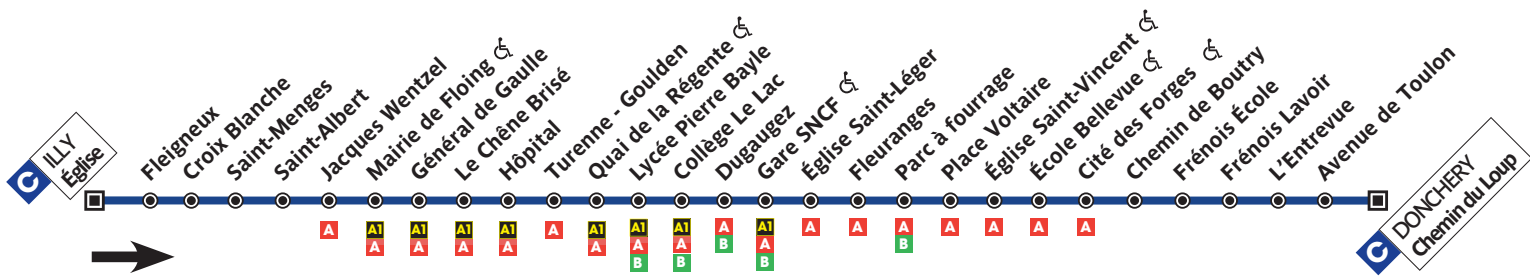 C
ILLY
Église
Fleigneux
Croix Blanche
Saint-Menges
Saint-Albert
Jacques Wentzel
Mairie de Floing
Général de Gaulle
Le Chêne Brisé
Hôpital
Turenne - Goulden
Quai de la Régente
Lycée Pierre Bayle
Collège Le Lac
Dugaugez
Gare SNCF
Église Saint-Léger
Fleuranges
Parc à fourrage
Place Voltaire
Église Saint-Vincent
École Bellevue
Cité des Forges
Chemin de Boutry
Frénois École
Frénois Lavoir
L'Entrevue
Avenue de Toulon
C
DONCHERY
Chemin du Loup
A A1 A1 A1 A1 A A1 A1 A1 A A1 A A A A A A A
A A A A A A A B A B
B B B